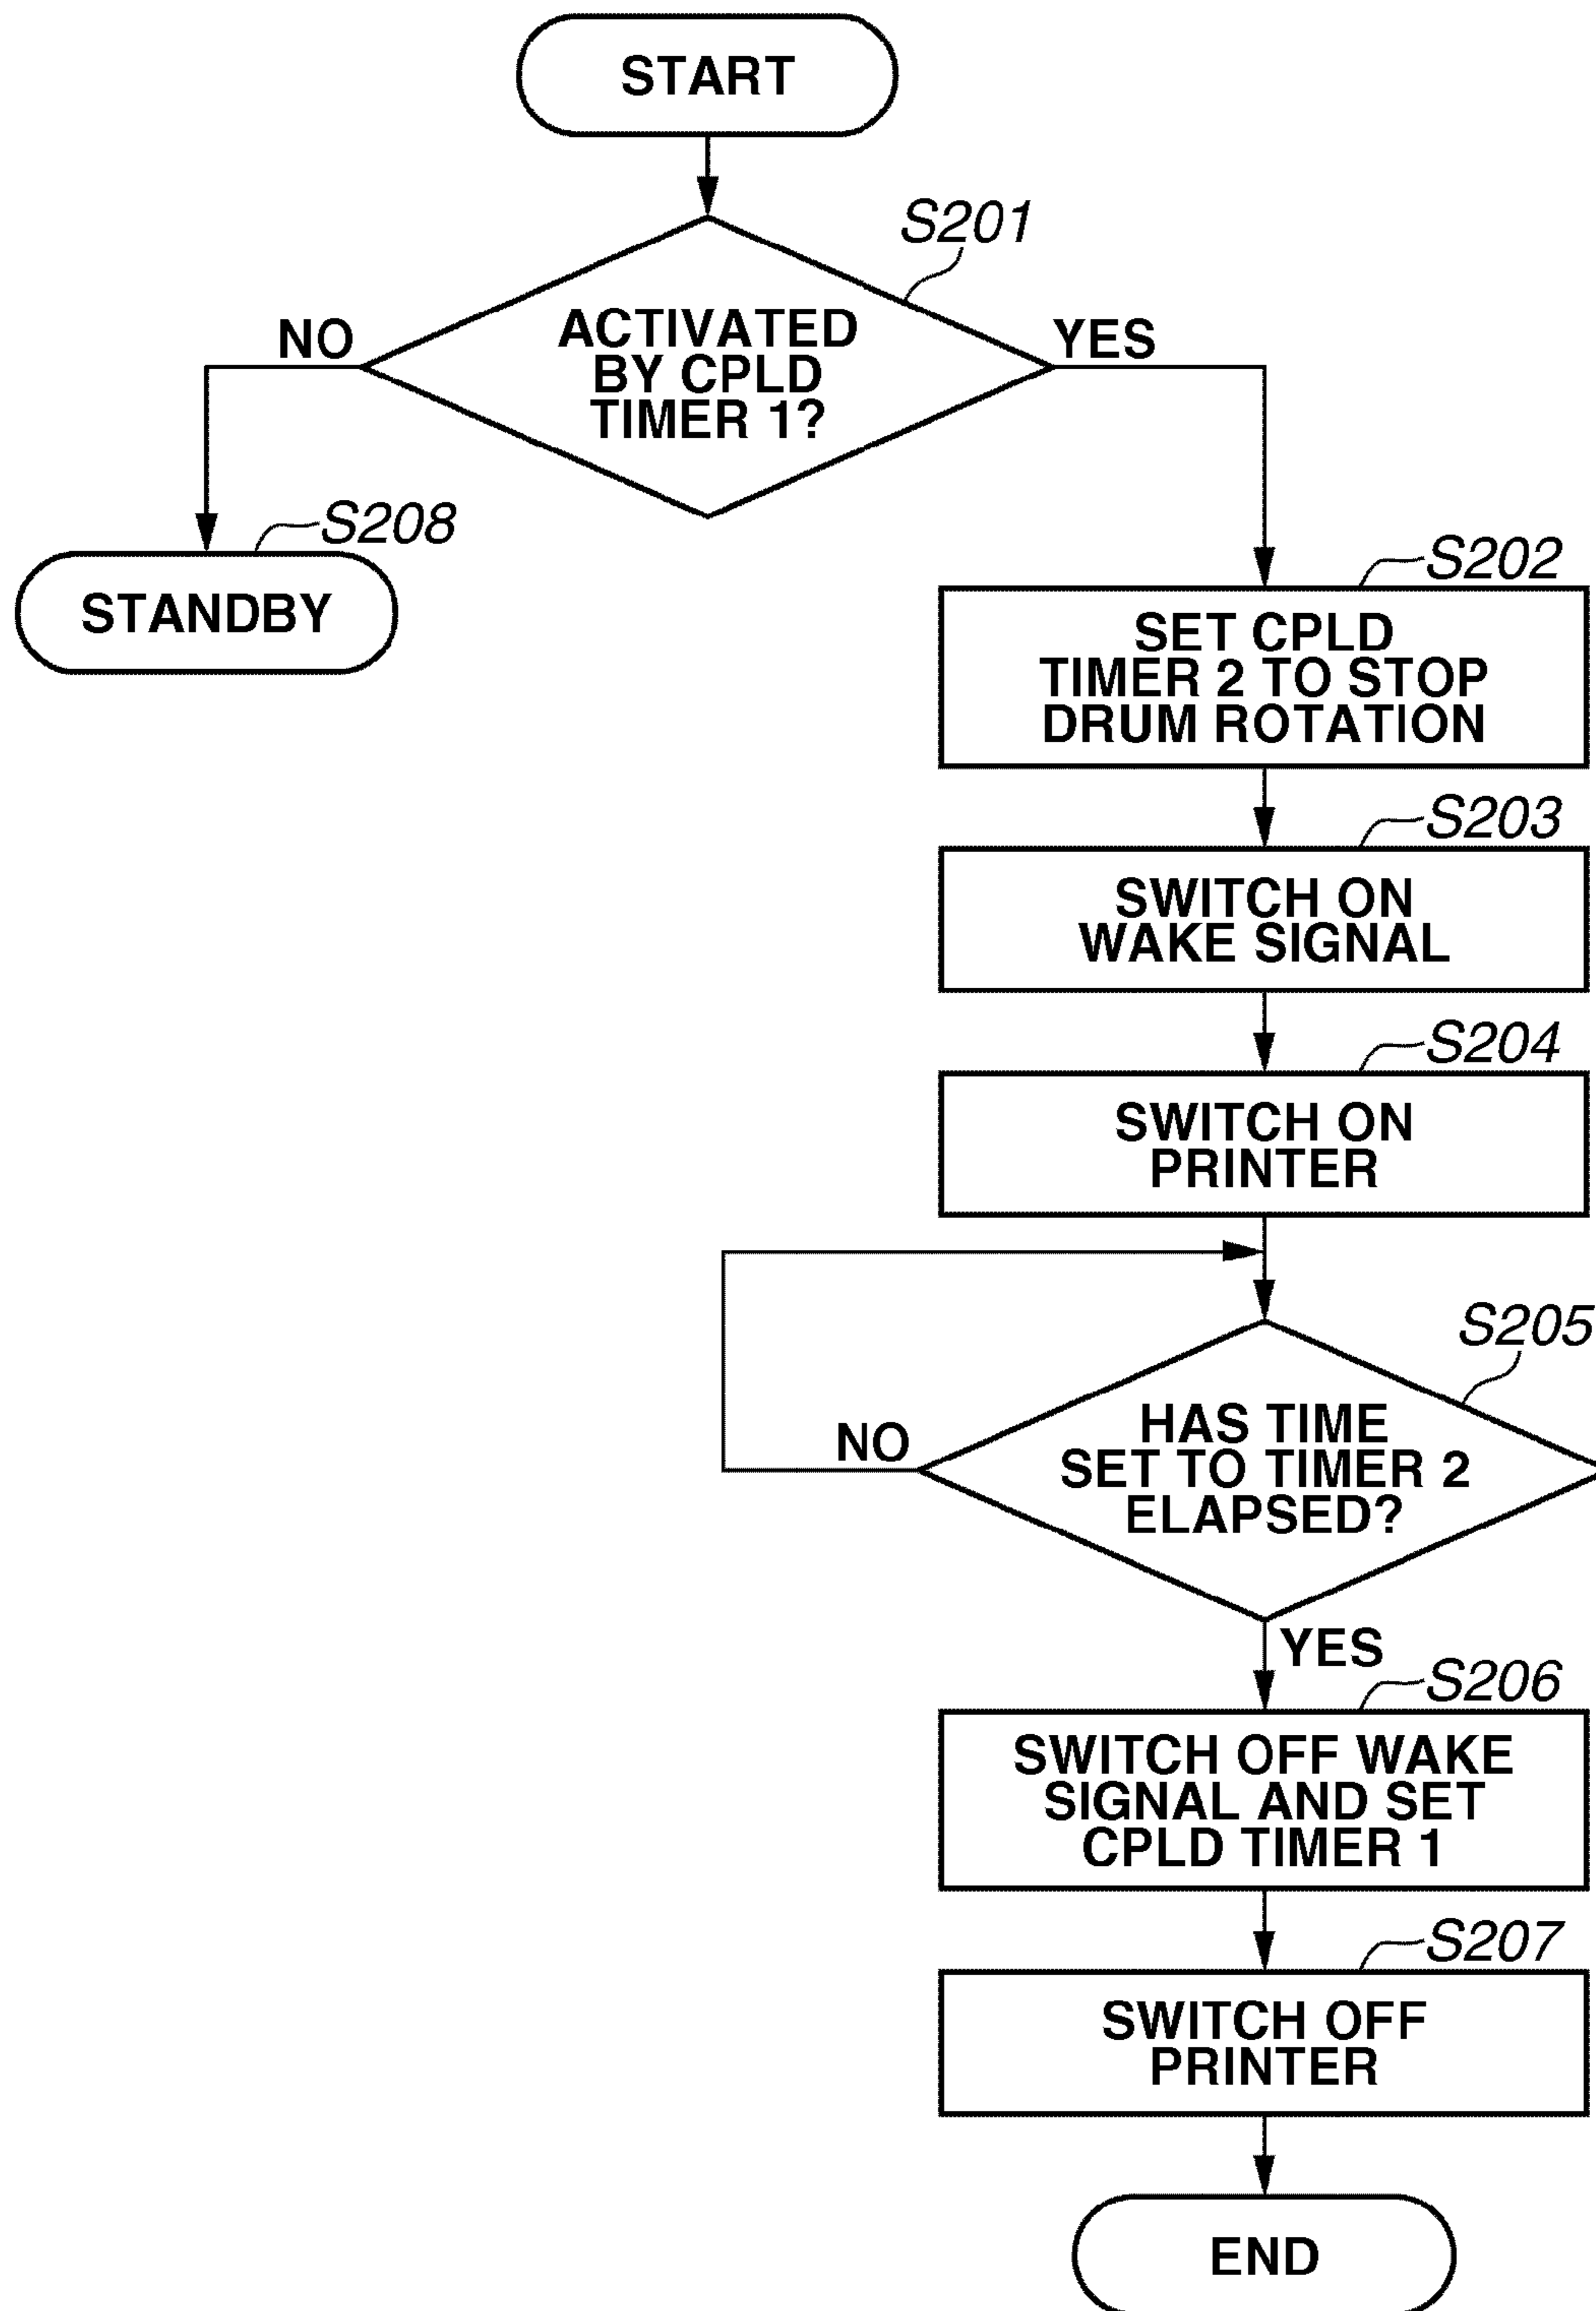 START
S201
ACTIVATED
BY CPLD
TIMER 1?
NO
YES
S208
STANDBY
S202
SET CPLD
TIMER 2 TO STOP
DRUM ROTATION
S203
SWITCH ON
WAKE SIGNAL
S204
SWITCH ON
PRINTER
S205
HAS TIME
SET TO TIMER 2
ELAPSED?
NO
YES
S206
SWITCH OFF WAKE
SIGNAL AND SET
CPLD TIMER 1
S207
SWITCH OFF
PRINTER
END